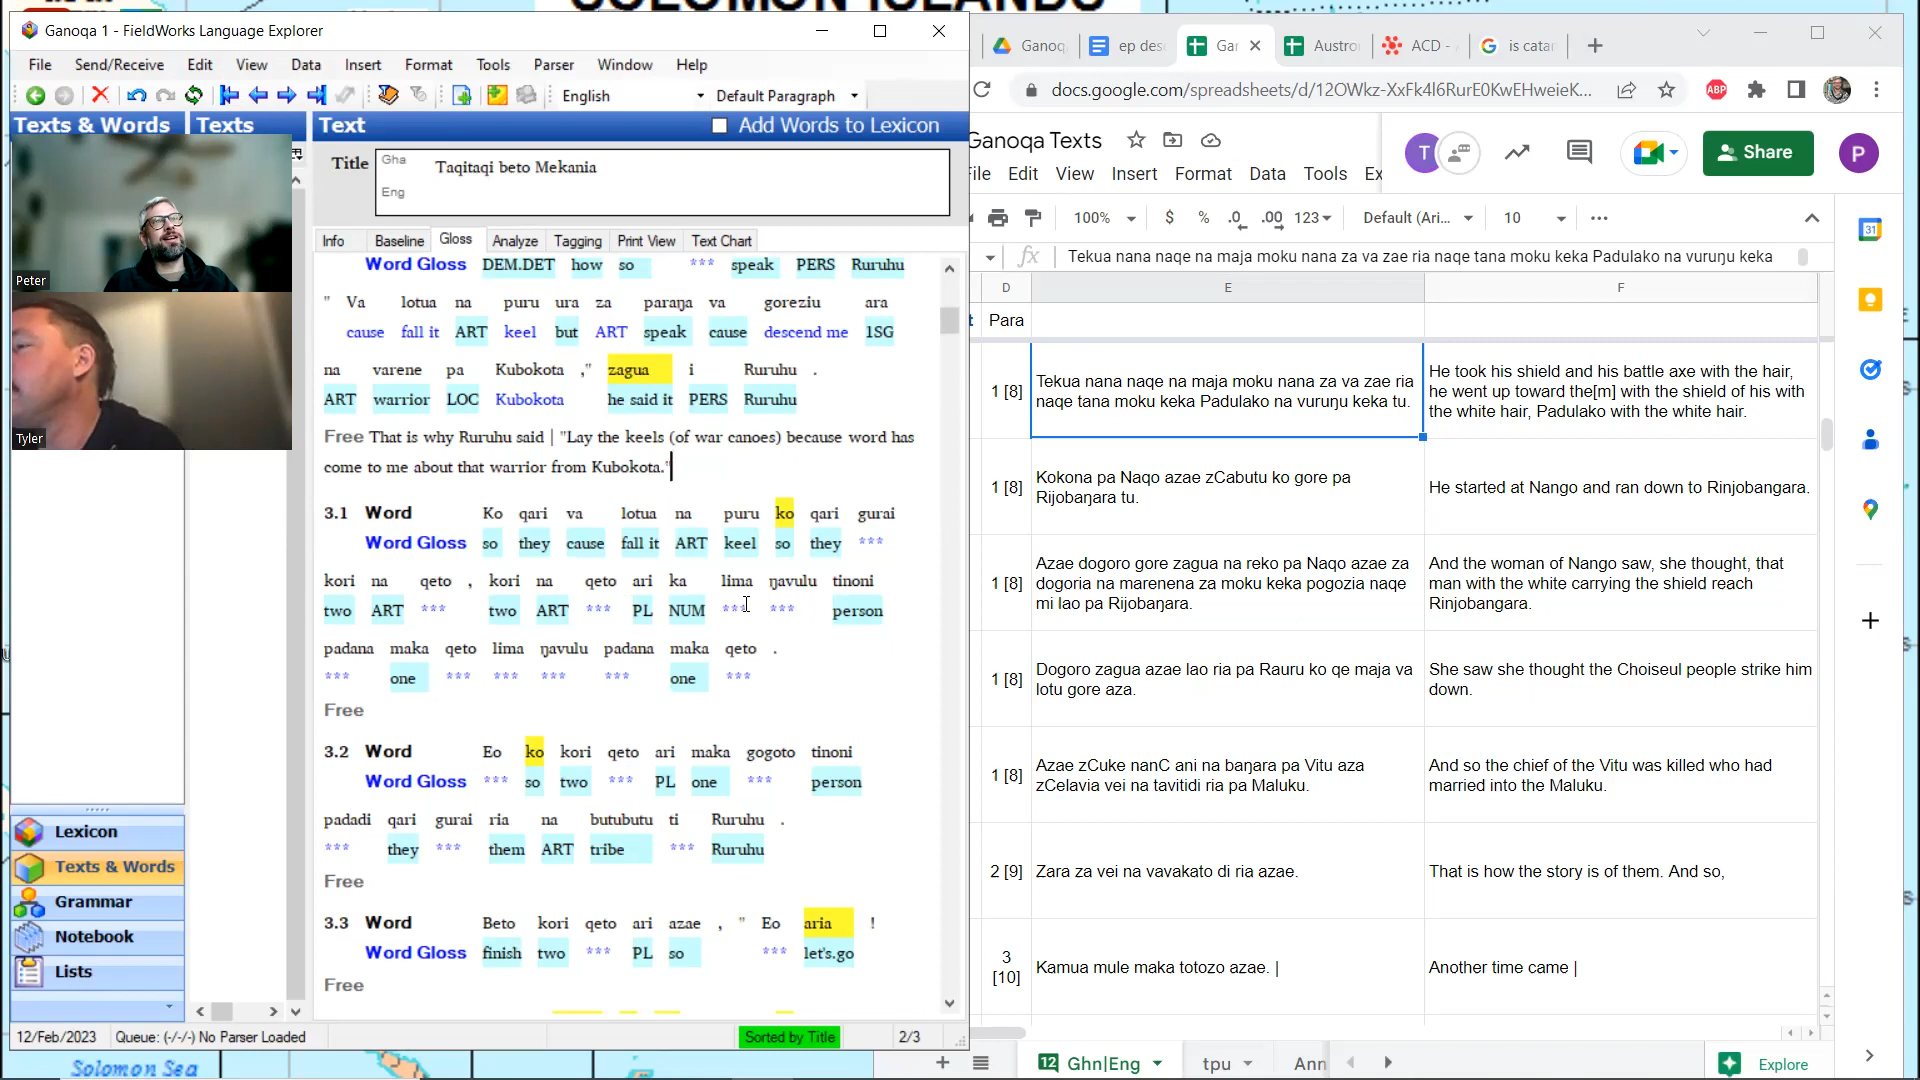 SOLOMON ISLANDS
Ganoqa 1 - FieldWorks Language Explorer
File Send/Receive Edit View Data Insert Format Tools Parser Window Help
English Default Paragraph
Texts & Words
Texts
Text
Add Words to Lexicon
Title
Gha Taqitaqi beto Mekania
Eng
Info Baseline Gloss Analyze Tagging Print View Text Chart
Peter
Tyler
Word Gloss DEM.DET how so *** speak PERS Ruruhu
" Va lotua na puru ura za paraŋa va goreziu ara
cause fall it ART keel but ART speak cause descend me 1SG
na varene pa Kubokota ," zagua i Ruruhu .
ART warrior LOC Kubokota he said it PERS Ruruhu
Free That is why Ruruhu said | "Lay the keels (of war canoes) because word has
come to me about that warrior from Kubokota."
3.1 Word Ko qari va lotua na puru ko qari gurai
Word Gloss so they cause fall it ART keel so they ***
kori na qeto , kori na qeto ari ka lima ŋavulu tinoni
two ART *** two ART *** PL NUM *** *** person
padana maka qeto lima ŋavulu padana maka qeto .
*** one *** *** *** *** one ***
Free
3.2 Word Eo ko kori qeto ari maka gogoto tinoni
Word Gloss *** so two *** PL one *** person
padadi qari gurai ria na butubutu ti Ruruhu .
*** they *** them ART tribe *** Ruruhu
Free
3.3 Word Beto kori qeto ari azae , " Eo aria !
Word Gloss finish two *** PL so *** let's.go
Free
Lexicon
Texts & Words
Grammar
Notebook
Lists
12/Feb/2023 Queue: (-/-/-) No Parser Loaded Sorted by Title 2/3
Solomon Sea
Ganoq ep des Gar Austro ACD - is cata
docs.google.com/spreadsheets/d/12OWkz-XxFk4l6RurE0KwEHweieK...
ABP
Ganoqa Texts
T
Share
P
File Edit View Insert Format Data Tools Ex
100% $ % .0 .00 123 Default (Ari... 10 ...
fx Tekua nana naqe na maja moku nana za va zae ria naqe tana moku keka Padulako na vuruŋu keka
31
D E F
t Para
1 [8] Tekua nana naqe na maja moku nana za va zae ria
naqe tana moku keka Padulako na vuruŋu keka tu.
He took his shield and his battle axe with the hair,
he went up toward the[m] with the shield of his with
the white hair, Padulako with the white hair.
1 [8] Kokona pa Naqo azae zCabutu ko gore pa
Rijobaŋara tu.
He started at Nango and ran down to Rinjobangara.
1 [8] Azae dogoro gore zagua na reko pa Naqo azae za
dogoria na marenena za moku keka pogozia naqe
mi lao pa Rijobaŋara.
And the woman of Nango saw, she thought, that
man with the white carrying the shield reach
Rinjobangara.
1 [8] Dogoro zagua azae lao ria pa Rauru ko qe maja va
lotu gore aza.
She saw she thought the Choiseul people strike him
down.
1 [8] Azae zCuke nanC ani na baŋara pa Vitu aza
zCelavia vei na tavitidi ria pa Maluku.
And so the chief of the Vitu was killed who had
married into the Maluku.
2 [9] Zara za vei na vavakato di ria azae.
That is how the story is of them. And so,
3
[10] Kamua mule maka totozo azae. |
Another time came |
12 Ghn|Eng tpu Ann
Explore